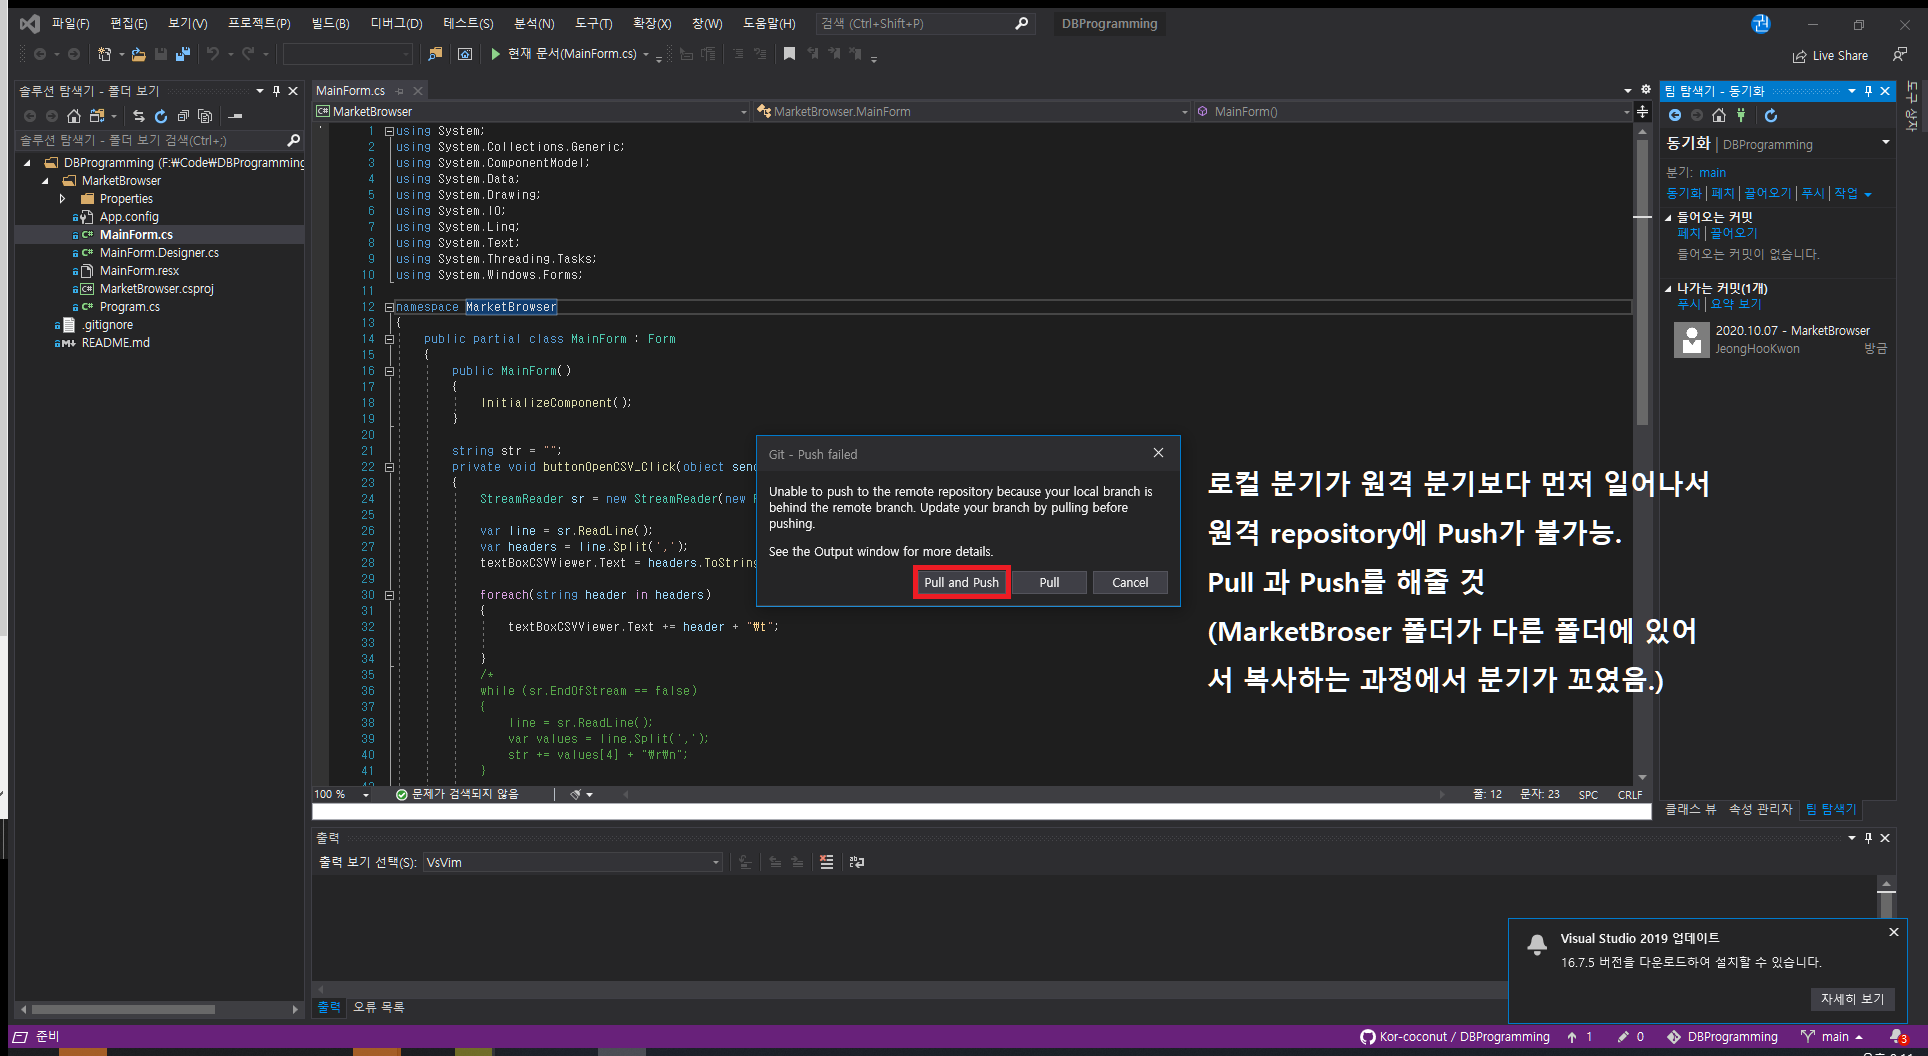 파일(F) 편집(E) 보기(V) 프로젝트(P) 빌드(B) 디버그(D) 테스트(S) 분석(N) 도구(T) 확장(X) 창(W) 도움말(H) 검색 (Ctrl+Shift+P) DBProgramming 권
현재 문서(MainForm.cs) Live Share
솔루션 탐색기 - 폴더 보기
솔루션 탐색기 - 폴더 보기 검색(Ctrl+;)
DBProgramming (F:₩Code₩DBProgramming
MarketBrowser
Properties
App.config
MainForm.cs
MainForm.Designer.cs
MainForm.resx
MarketBrowser.csproj
Program.cs
.gitignore
README.md
MainForm.cs
MarketBrowser MarketBrowser.MainForm MainForm()
1 using System;
2 using System.Collections.Generic;
3 using System.ComponentModel;
4 using System.Data;
5 using System.Drawing;
6 using System.IO;
7 using System.Linq;
8 using System.Text;
9 using System.Threading.Tasks;
10 using System.Windows.Forms;
11
12 namespace MarketBrowser
13 {
14 public partial class MainForm : Form
15 {
16 public MainForm()
17 {
18 InitializeComponent();
19 }
20
21 string str = "";
22 private void buttonOpenCSV_Click(object sen
23 {
24 StreamReader sr = new StreamReader(new
25
26 var line = sr.ReadLine();
27 var headers = line.Split(',');
28 textBoxCSVViewer.Text = headers.ToString
29
30 foreach(string header in headers)
31 {
32 textBoxCSVViewer.Text += header + "₩t";
33
34 }
35 /*
36 while (sr.EndOfStream == false)
37 {
38 line = sr.ReadLine();
39 var values = line.Split(',');
40 str += values[4] + "₩r₩n";
41 }
100 % 문제가 검색되지 않음 줄: 12 문자: 23 SPC CRLF
Git - Push failed
Unable to push to the remote repository because your local branch is
behind the remote branch. Update your branch by pulling before
pushing.
See the Output window for more details.
Pull and Push Pull Cancel
로컬 분기가 원격 분기보다 먼저 일어나서
원격 repository에 Push가 불가능.
Pull 과 Push를 해줄 것
(MarketBroser 폴더가 다른 폴더에 있어
서 복사하는 과정에서 분기가 꼬였음.)
팀 탐색기 - 동기화
동기화 | DBProgramming
분기: main
동기화 | 페치 | 끌어오기 | 푸시 | 작업
들어오는 커밋
페치 | 끌어오기
들어오는 커밋이 없습니다.
나가는 커밋(1개)
푸시 | 요약 보기
2020.10.07 - MarketBrowser
JeongHooKwon 방금
클래스 뷰 속성 관리자 팀 탐색기
도구 상자
출력
출력 보기 선택(S): VsVim
출력 오류 목록
Visual Studio 2019 업데이트
16.7.5 버전을 다운로드하여 설치할 수 있습니다.
자세히 보기
준비 Kor-coconut / DBProgramming 1 0 DBProgramming main 3